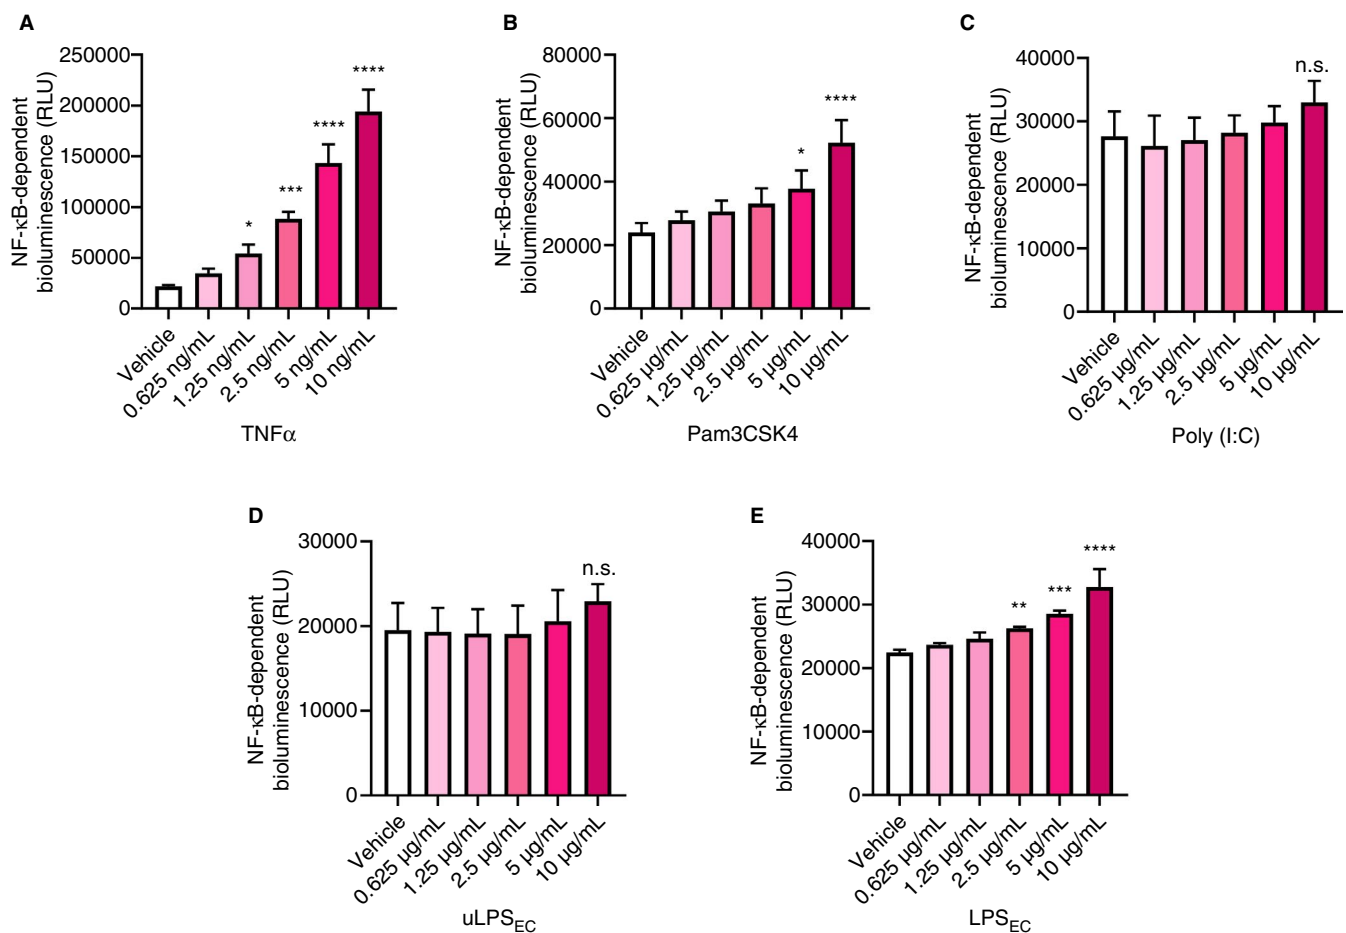 A
NF-κB-dependent
bioluminescence (RLU)
250000
200000
150000
100000
50000
0
*
***
****
****
Vehicle
0.625 ng/mL
1.25 ng/mL
2.5 ng/mL
5 ng/mL
10 ng/mL
TNFα
B
NF-κB-dependent
bioluminescence (RLU)
80000
60000
40000
20000
0
*
****
Vehicle
0.625 µg/mL
1.25 µg/mL
2.5 µg/mL
5 µg/mL
10 µg/mL
Pam3CSK4
C
NF-κB-dependent
bioluminescence (RLU)
40000
30000
20000
10000
0
n.s.
Vehicle
0.625 µg/mL
1.25 µg/mL
2.5 µg/mL
5 µg/mL
10 µg/mL
Poly (I:C)
D
NF-κB-dependent
bioluminescence (RLU)
30000
20000
10000
0
n.s.
Vehicle
0.625 µg/mL
1.25 µg/mL
2.5 µg/mL
5 µg/mL
10 µg/mL
uLPSEC
E
NF-κB-dependent
bioluminescence (RLU)
40000
30000
20000
10000
0
**
***
****
Vehicle
0.625 µg/mL
1.25 µg/mL
2.5 µg/mL
5 µg/mL
10 µg/mL
LPSEC